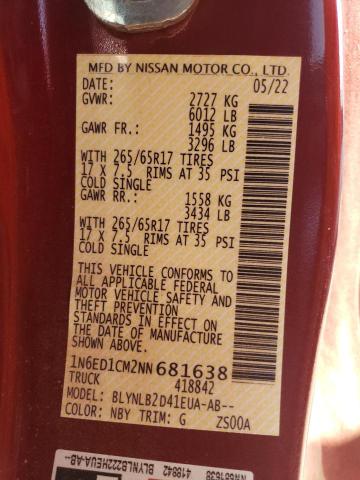 MFD BY NISSAN MOTOR CO., LTD.
DATE: 05/22
GVWR: 2727 KG
6012 LB
GAWR FR.: 1495 KG
3296 LB
WITH 265/65R17 TIRES
17 X 7.5 RIMS AT 35 PSI
COLD SINGLE
GAWR RR.: 1558 KG
3434 LB
WITH 265/65R17 TIRES
17 X 7.5 RIMS AT 35 PSI
COLD SINGLE
THIS VEHICLE CONFORMS TO
ALL APPLICABLE FEDERAL
MOTOR VEHICLE SAFETY AND
THEFT PREVENTION
STANDARDS IN EFFECT ON
THE DATE OF MANUFACTURE
SHOWN ABOVE.
1N6ED1CM2NN681638
TRUCK 418842
MODEL: BLYNLB2D41EUA-AB--
COLOR: NBY TRIM: G ZS00A
NN681638
418842 BLYNLB2222HEUA-AB--